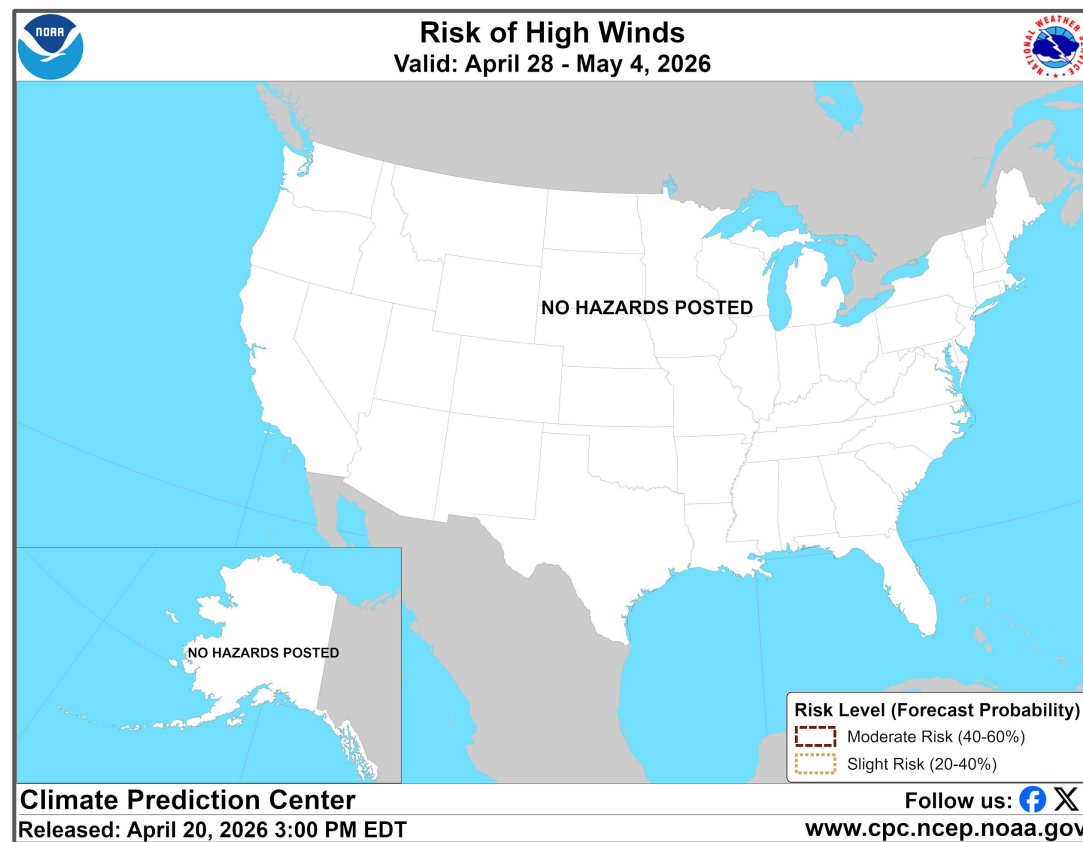 NOAA
Risk of High Winds
Valid: April 28 - May 4, 2026
NATIONAL WEATHER SERVICE
NO HAZARDS POSTED
NO HAZARDS POSTED
Risk Level (Forecast Probability)
Moderate Risk (40-60%)
Slight Risk (20-40%)
Climate Prediction Center
Follow us:
Released: April 20, 2026 3:00 PM EDT
www.cpc.ncep.noaa.gov